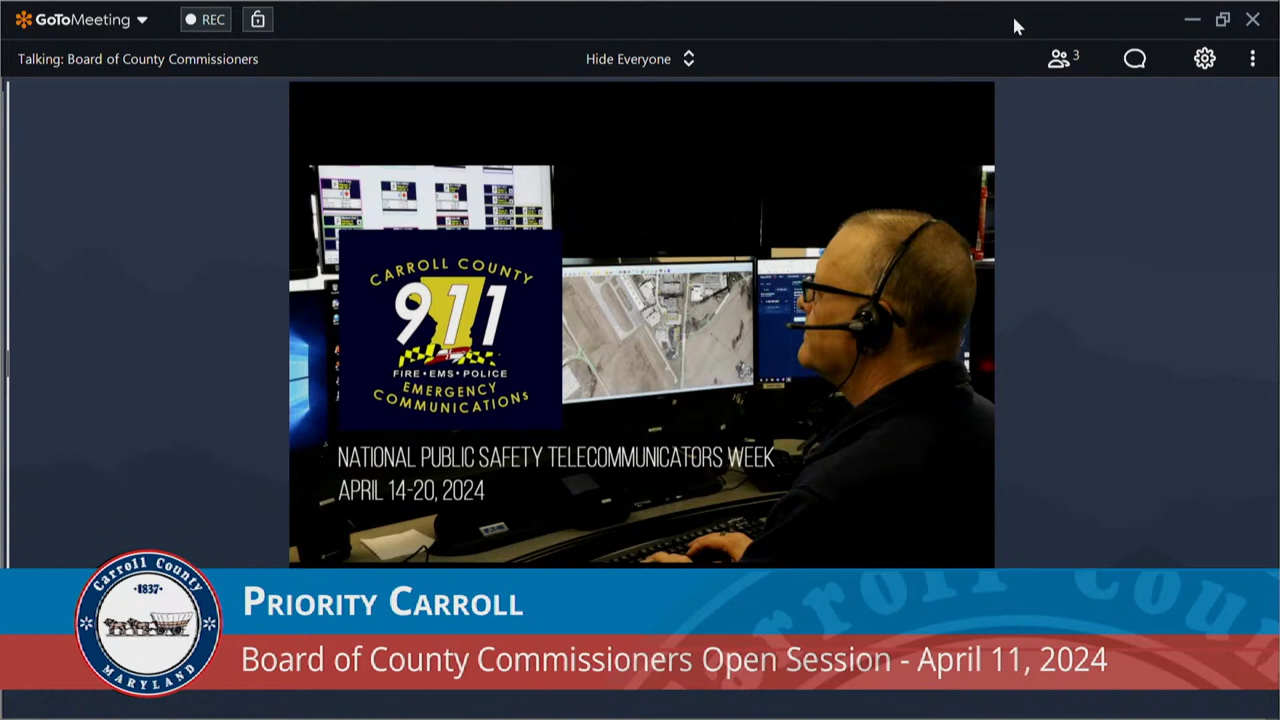 GoToMeeting
REC
Talking: Board of County Commissioners
Hide Everyone
3
CARROLL COUNTY
911
FIRE • EMS • POLICE
EMERGENCY
COMMUNICATIONs
NATIONAL PUBLIC SAFETY TELECOMMUNICATORS WEEK
APRIL 14-20, 2024
Carroll County
·1837·
MARYLAND
PRIORITY CARROLL
Board of County Commissioners Open Session - April 11, 2024
Carroll Coun